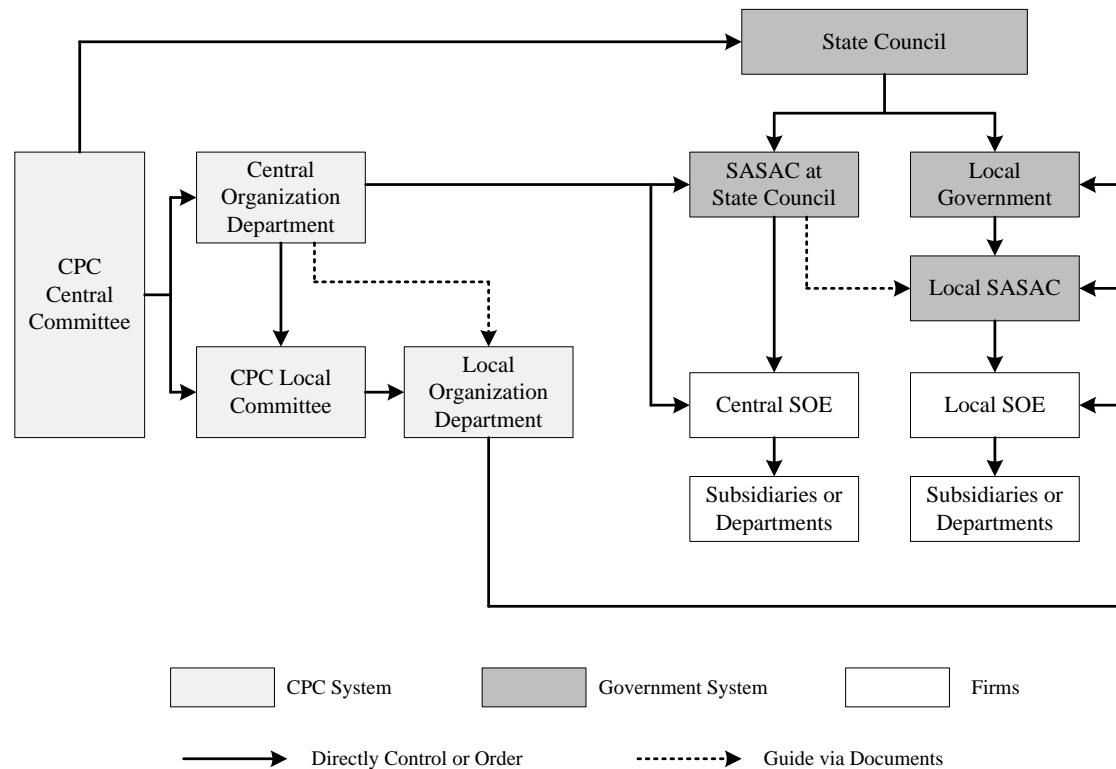 State Council
CPC
Central
Committee
Central
Organization
Department
SASAC at
State Council
Local
Government
Local SASAC
CPC Local
Committee
Local
Organization
Department
Central SOE
Local SOE
Subsidiaries or
Departments
Subsidiaries or
Departments
CPC System
Government System
Firms
Directly Control or Order
Guide via Documents